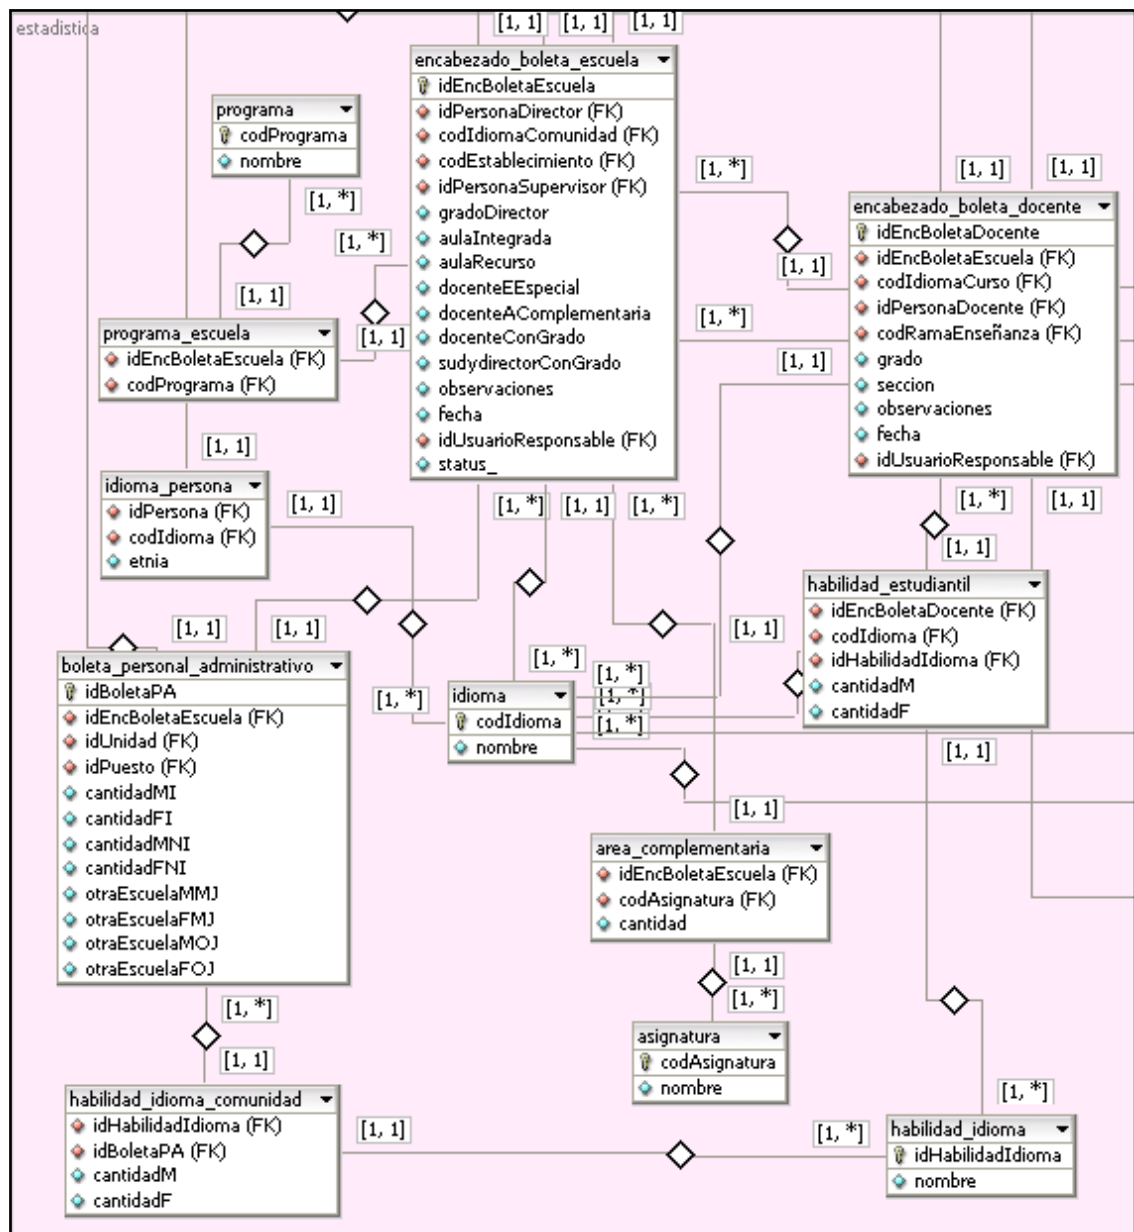 estadistica
[1, 1]
[1, 1]
[1, 1]
encabezado_boleta_escuela
idEncBoletaEscuela
idPersonaDirector (FK)
codIdiomaComunidad (FK)
codEstablecimiento (FK)
idPersonaSupervisor (FK)
gradoDirector
aulaIntegrada
aulaRecurso
docenteEEspecial
docenteAComplementaria
docenteConGrado
sudydirectorConGrado
observaciones
fecha
idUsuarioResponsable (FK)
status_
programa
codPrograma
nombre
[1, *]
[1, *]
[1, 1]
[1, 1]
programa_escuela
idEncBoletaEscuela (FK)
codPrograma (FK)
[1, *]
[1, 1]
[1, *]
[1, 1]
[1, 1]
[1, 1]
encabezado_boleta_docente
idEncBoletaDocente
idEncBoletaEscuela (FK)
codIdiomaCurso (FK)
idPersonaDocente (FK)
codRamaEnseñanza (FK)
grado
seccion
observaciones
fecha
idUsuarioResponsable (FK)
[1, 1]
idioma_persona
idPersona (FK)
codIdioma (FK)
etnia
[1, 1]
[1, *]
[1, 1]
[1, *]
[1, *]
[1, 1]
[1, 1]
habilidad_estudiantil
idEncBoletaDocente (FK)
codIdioma (FK)
idHabilidadIdioma (FK)
cantidadM
cantidadF
[1, 1]
[1, 1]
[1, 1]
boleta_personal_administrativo
idBoletaPA
idEncBoletaEscuela (FK)
idUnidad (FK)
idPuesto (FK)
cantidadMI
cantidadFI
cantidadMNI
cantidadFNI
otraEscuelaMMJ
otraEscuelaFMJ
otraEscuelaMOJ
otraEscuelaFOJ
[1, *]
[1, *]
[1, *]
[1, *]
[1, *]
[1, 1]
idioma
codIdioma
nombre
[1, 1]
[1, 1]
area_complementaria
idEncBoletaEscuela (FK)
codAsignatura (FK)
cantidad
[1, 1]
[1, *]
asignatura
codAsignatura
nombre
[1, *]
[1, 1]
habilidad_idioma_comunidad
idHabilidadIdioma (FK)
idBoletaPA (FK)
cantidadM
cantidadF
[1, 1]
[1, *]
[1, *]
habilidad_idioma
idHabilidadIdioma
nombre